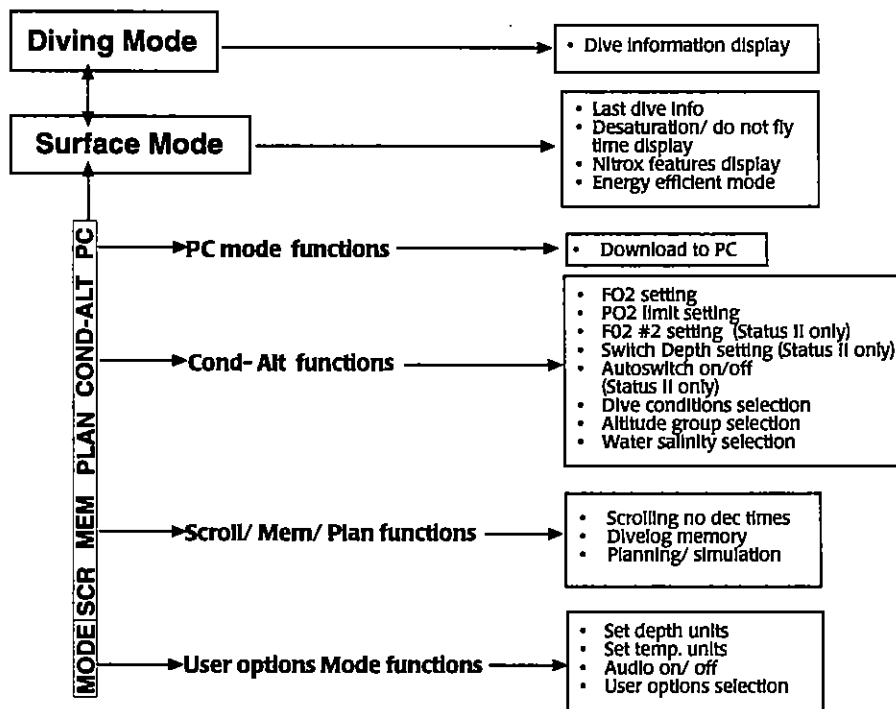 Diving Mode
• Dive information display
Surface Mode
• Last dive info
• Desaturation/ do not fly
time display
• Nitrox features display
• Energy efficient mode
MODE SCR MEM PLAN COND-ALT PC
PC mode functions
• Download to PC
Cond- Alt functions
• FO2 setting
• PO2 limit setting
• F02 #2 setting (Status II only)
• Switch Depth setting (Status II only)
• Autoswitch on/off
(Status II only)
• Dive conditions selection
• Altitude group selection
• Water salinity selection
Scroll/ Mem/ Plan functions
• Scrolling no dec times
• Divelog memory
• Planning/ simulation
User options Mode functions
• Set depth units
• Set temp. units
• Audio on/ off
• User options selection